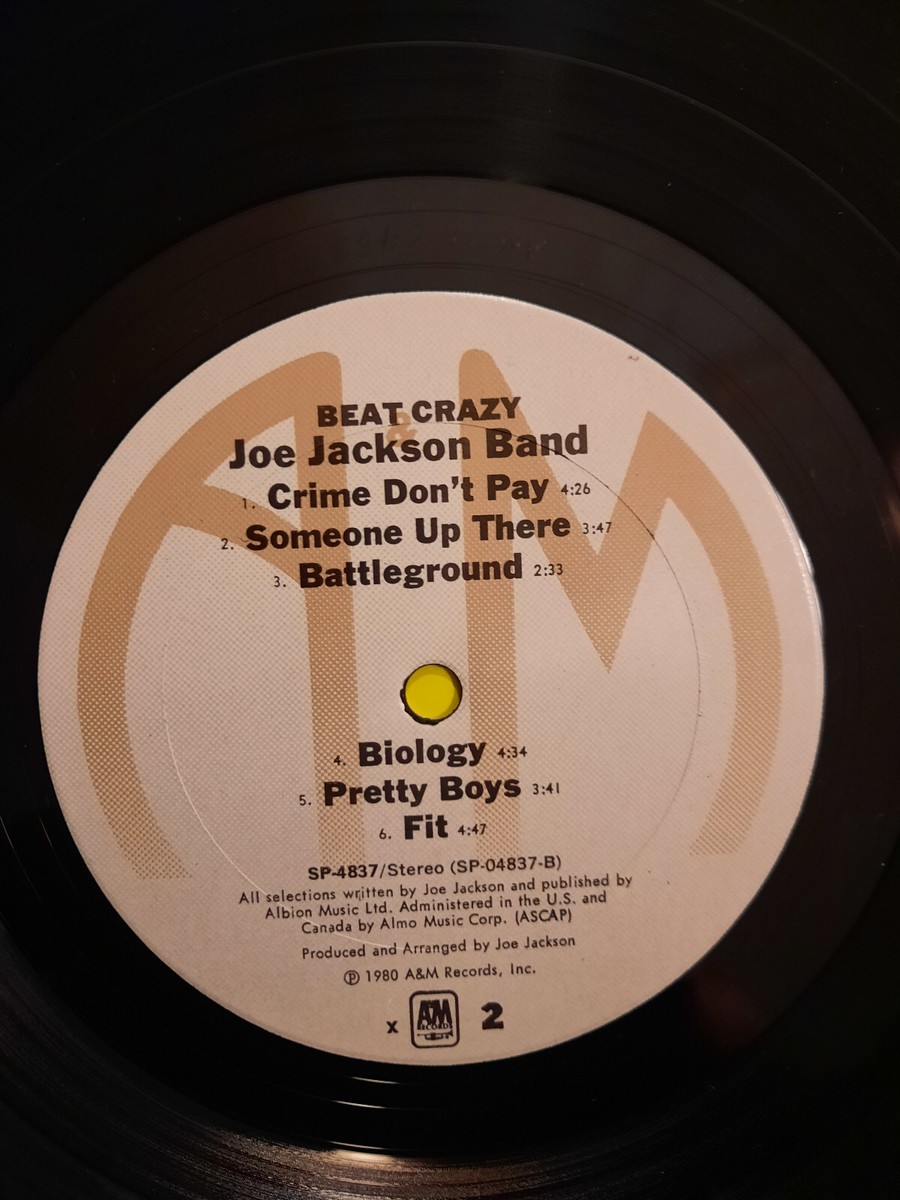 BEAT CRAZY
Joe Jackson Band
1. Crime Don't Pay 4:26
2. Someone Up There 3:47
3. Battleground 2:33
4. Biology 4:34
5. Pretty Boys 3:41
6. Fit 4:47
SP-4837/Stereo (SP-04837-B)
All selections written by Joe Jackson and published by
Albion Music Ltd. Administered in the U.S. and
Canada by Almo Music Corp. (ASCAP)
Produced and Arranged by Joe Jackson
Ⓟ 1980 A&M Records, Inc.
x A&M RECORDS 2